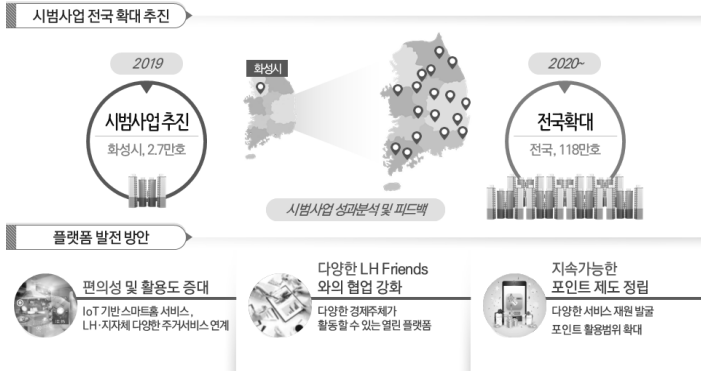 시범사업 전국 확대 추진
2019
화성시
2020~
시범사업 추진
화성시, 2.7만호
전국확대
전국, 118만호
시범사업 성과분석 및 피드백
플랫폼 발전 방안
편의성 및 활용도 증대
IoT 기반 스마트홈 서비스,
LH·지자체 다양한 주거서비스 연계
다양한 LH Friends
와의 협업 강화
다양한 경제주체가
활동할 수 있는 열린 플랫폼
지속가능한
포인트 제도 정립
다양한 서비스 재원 발굴
포인트 활용범위 확대